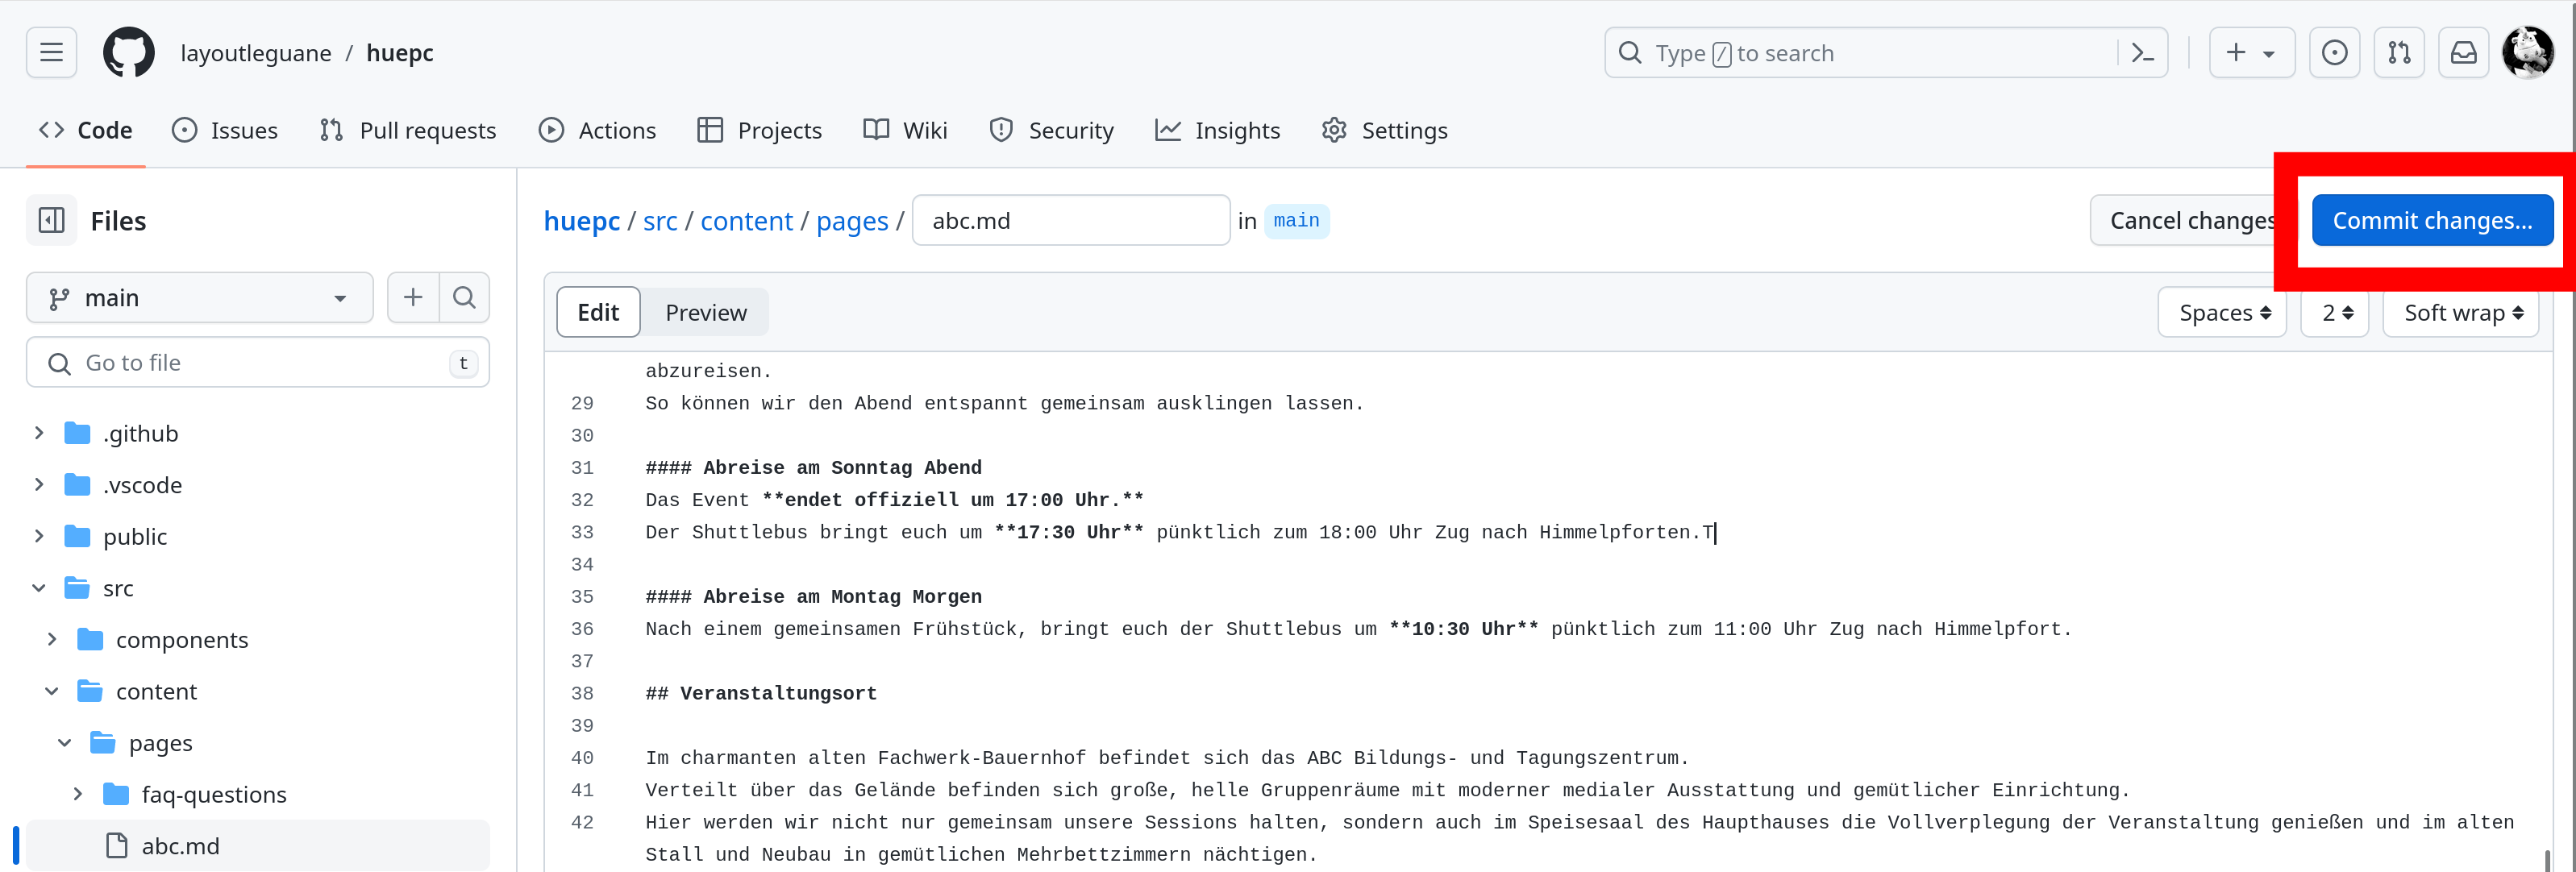 layoutleguane / huepc
Type / to search
Code
Issues
Pull requests
Actions
Projects
Wiki
Security
Insights
Settings
Files
main
Go to file
t
.github
.vscode
public
src
components
content
pages
faq-questions
abc.md
huepc / src / content / pages / abc.md in main
Cancel changes
Commit changes...
Edit
Preview
Spaces
2
Soft wrap
abzureisen.
29 So können wir den Abend entspannt gemeinsam ausklingen lassen.
30
31 #### Abreise am Sonntag Abend
32 Das Event **endet offiziell um 17:00 Uhr.**
33 Der Shuttlebus bringt euch um **17:30 Uhr** pünktlich zum 18:00 Uhr Zug nach Himmelpforten.T
34
35 #### Abreise am Montag Morgen
36 Nach einem gemeinsamen Frühstück, bringt euch der Shuttlebus um **10:30 Uhr** pünktlich zum 11:00 Uhr Zug nach Himmelpfort.
37
38 ## Veranstaltungsort
39
40 Im charmanten alten Fachwerk-Bauernhof befindet sich das ABC Bildungs- und Tagungszentrum.
41 Verteilt über das Gelände befinden sich große, helle Gruppenräume mit moderner medialer Ausstattung und gemütlicher Einrichtung.
42 Hier werden wir nicht nur gemeinsam unsere Sessions halten, sondern auch im Speisesaal des Haupthauses die Vollverplegung der Veranstaltung genießen und im alten
Stall und Neubau in gemütlichen Mehrbettzimmern nächtigen.